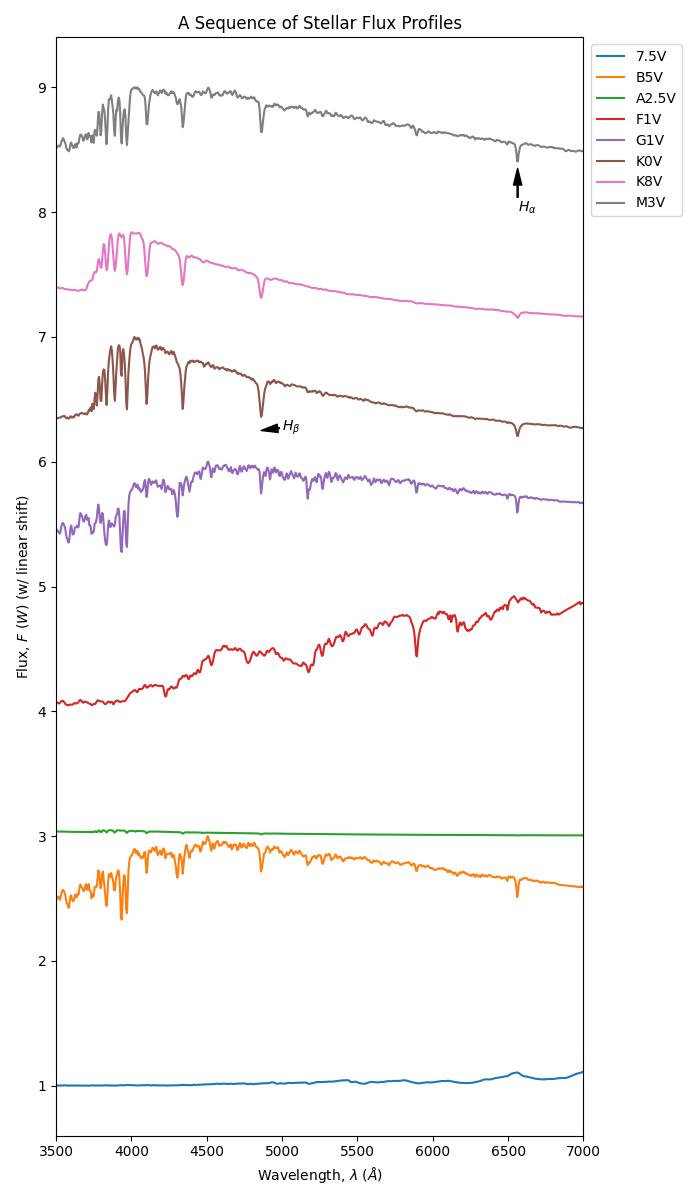 A Sequence of Stellar Flux Profiles
7.5V
B5V
A2.5V
F1V
G1V
K0V
K8V
M3V
9
8
7
6
5
4
3
2
1
Hα
Hβ
Flux, F (W) (w/ linear shift)
3500 4000 4500 5000 5500 6000 6500 7000
Wavelength, λ (Å)